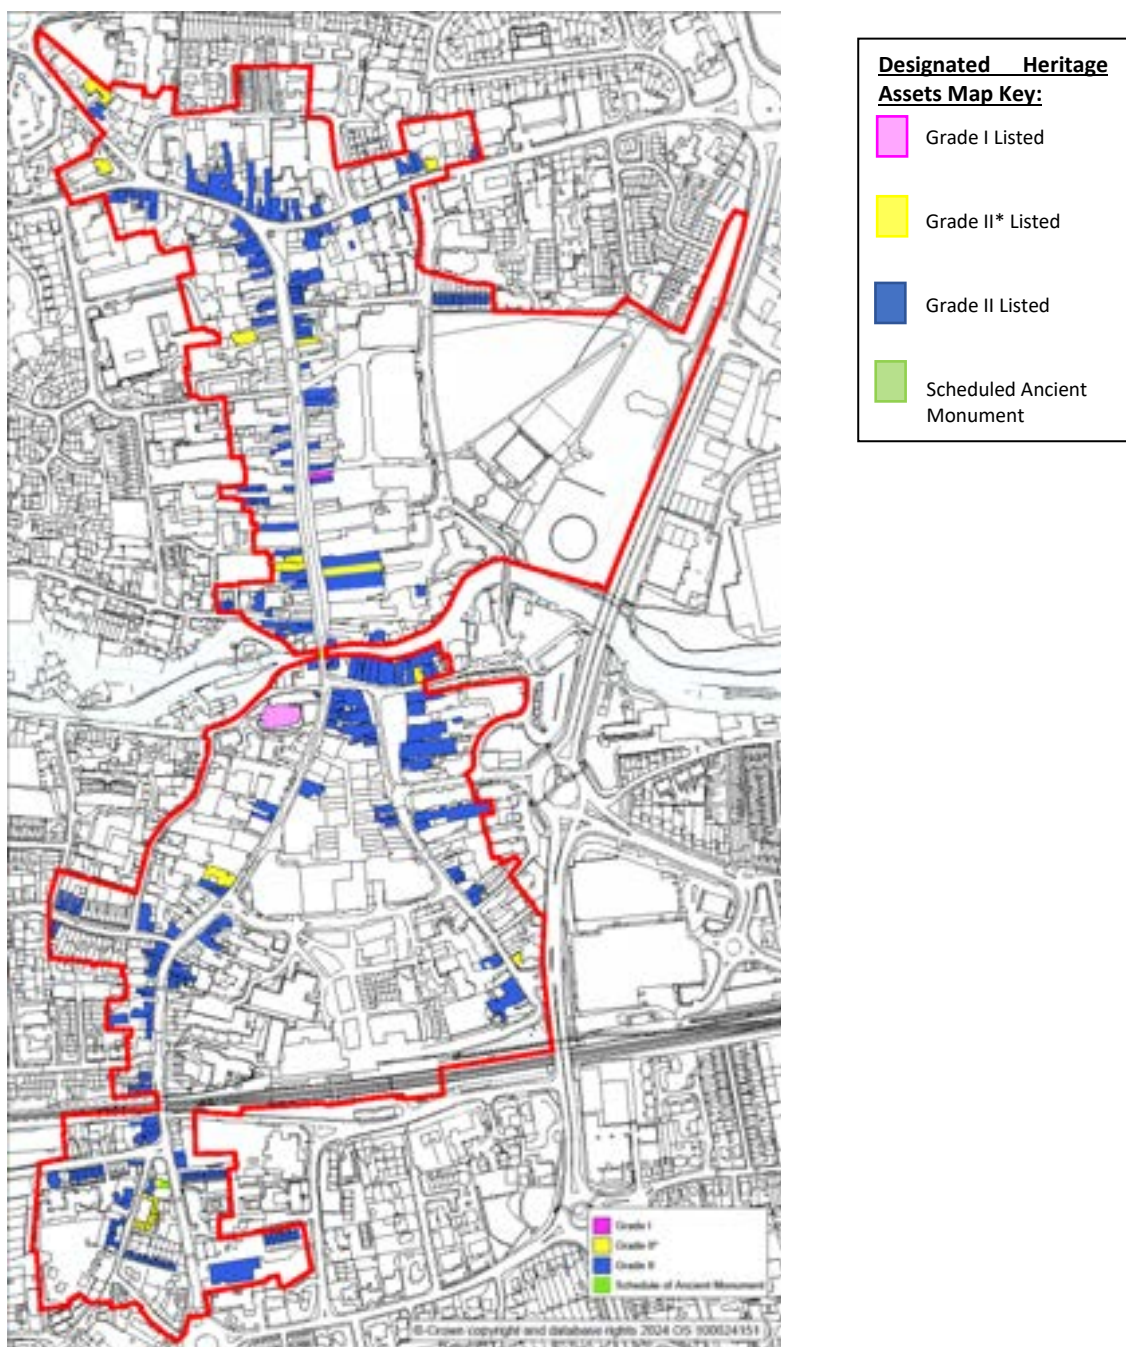 Designated Heritage
Assets Map Key:
Grade I Listed
Grade II* Listed
Grade II Listed
Scheduled Ancient
Monument
Grade I
Grade II*
Grade II
Schedule of Ancient Monument
© Crown copyright and database rights 2024 OS 100024151